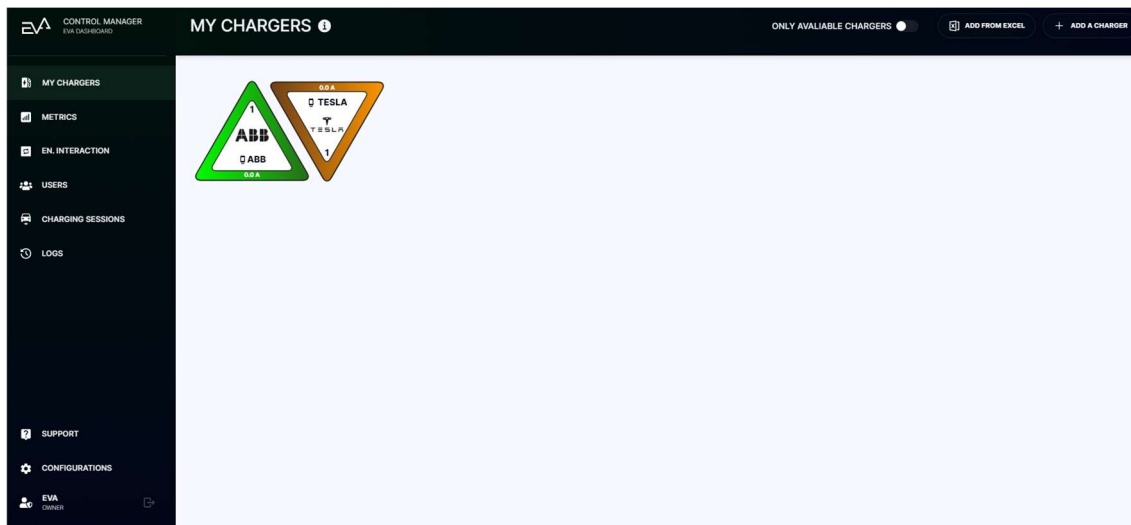 EVA
CONTROL MANAGER
EVA DASHBOARD
MY CHARGERS
ONLY AVALIABLE CHARGERS
ADD FROM EXCEL
+ ADD A CHARGER
MY CHARGERS
METRICS
EN. INTERACTION
USERS
CHARGING SESSIONS
LOGS
SUPPORT
CONFIGURATIONS
EVA
OWNER
1
ABB
ABB
0.0 A
0.0 A
TESLA
TESLA
1